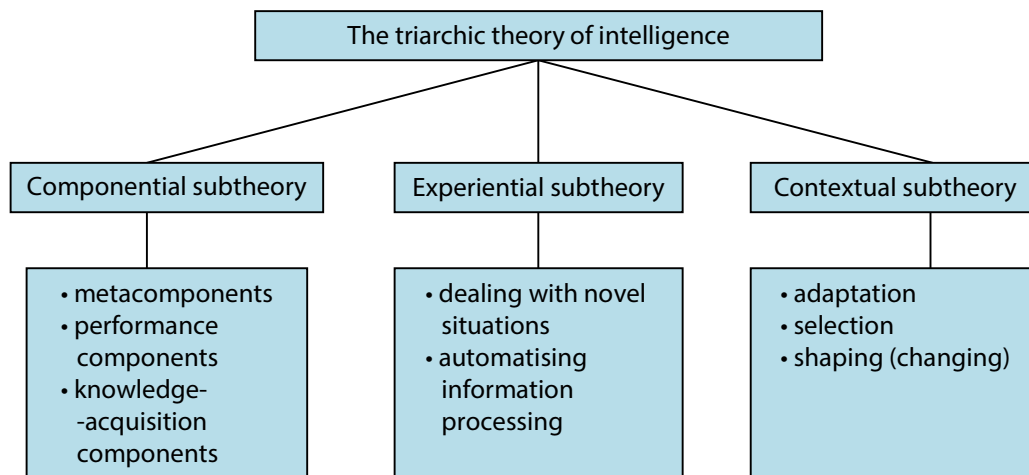 The triarchic theory of intelligence
Componential subtheory
Experiential subtheory
Contextual subtheory
• metacomponents
• performance
components
• knowledge-
-acquisition
components
• dealing with novel
situations
• automatising
information
processing
• adaptation
• selection
• shaping (changing)